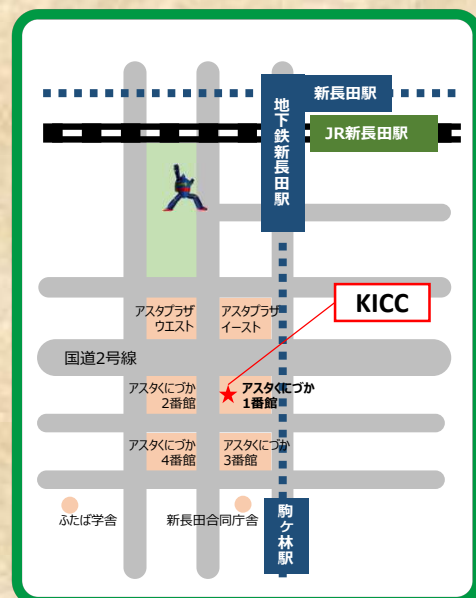 新長田駅
地下鉄新長田駅
JR新長田駅
アスタプラザ
ウエスト
アスタプラザ
イースト
KICC
国道2号線
アスタくにづか
2番館
アスタくにづか
1番館
アスタくにづか
4番館
アスタくにづか
3番館
ふたば学舎
新長田合同庁舎
駒ヶ林駅